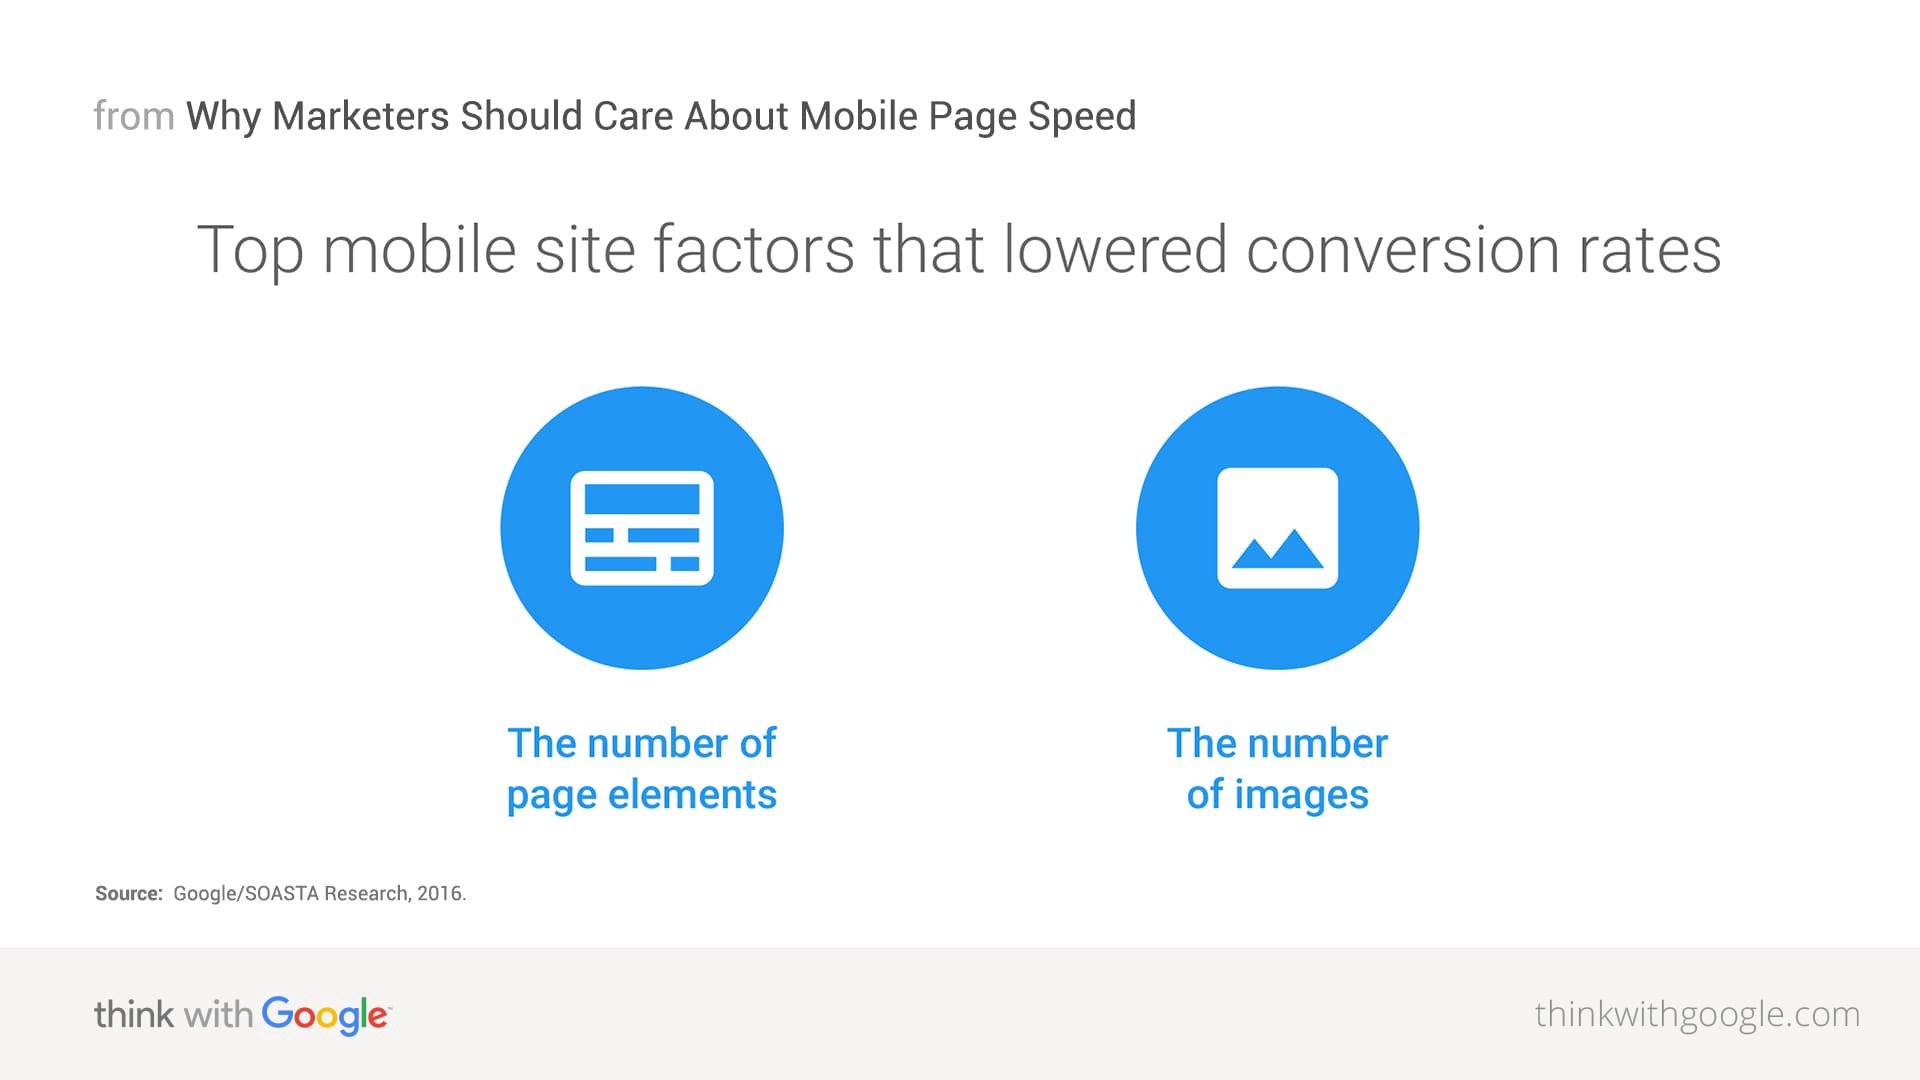 from Why Marketers Should Care About Mobile Page Speed
Top mobile site factors that lowered conversion rates
The number of
page elements
The number
of images
Source: Google/SOASTA Research, 2016.
think with Google™
thinkwithgoogle.com